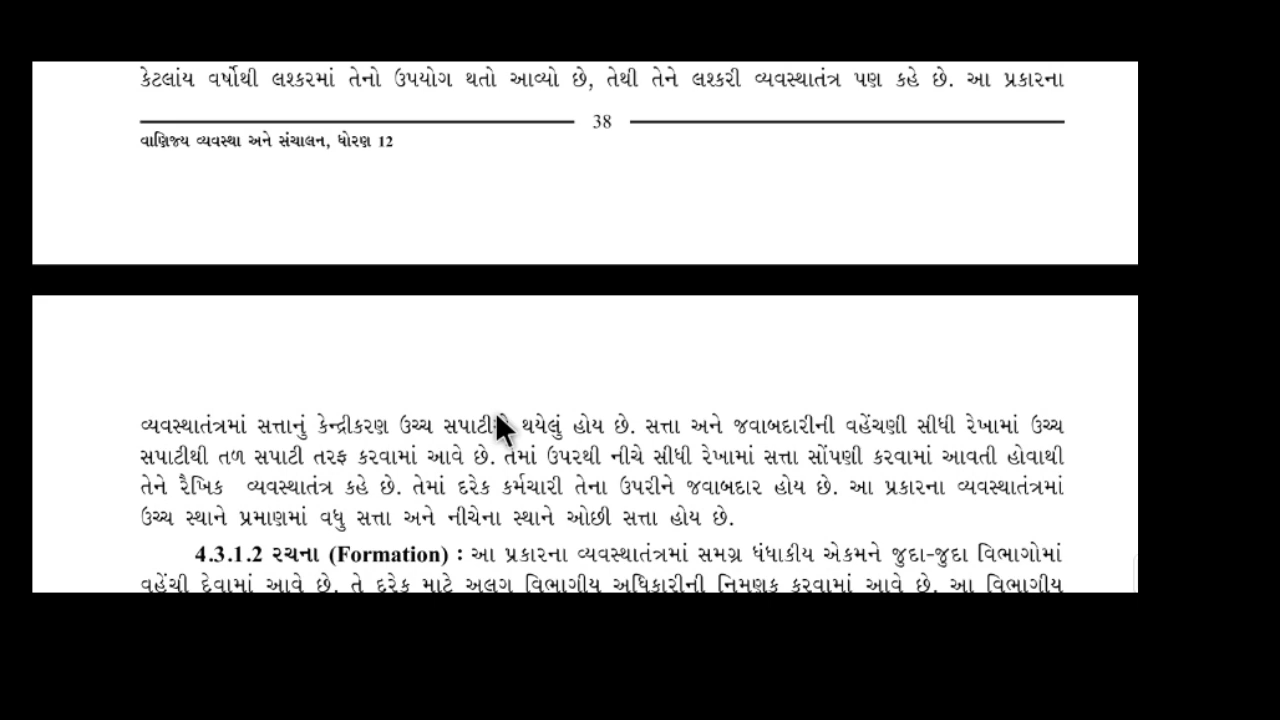 કેટલાંય વર્ષોથી લશ્કરમાં તેનો ઉપયોગ થતો આવ્યો છે, તેથી તેને લશ્કરી વ્યવસ્થાતંત્ર પણ કહે છે. આ પ્રકારના
38
વાણિજ્ય વ્યવસ્થા અને સંચાલન, ધોરણ 12
વ્યવસ્થાતંત્રમાં સત્તાનું કેન્દ્રીકરણ ઉચ્ચ થયેલું હોય છે. સત્તા અને જવાબદારીની વહેંચણી સીધી રેખામાં ઉચ્ચ
સપાટીથી તળ સપાટી તરફ કરવામાં આવે છે. તેમાં ઉપરથી નીચે સીધી રેખામાં સત્તા સોંપણી કરવામાં આવતી હોવાથી
તેને રૈખિક વ્યવસ્થાતંત્ર કહે છે. તેમાં દરેક કર્મચારી તેના ઉપરીને જવાબદાર હોય છે. આ પ્રકારના વ્યવસ્થાતંત્રમાં
ઉચ્ચ સ્થાને પ્રમાણમાં વધુ સત્તા અને નીચેના સ્થાને ઓછી સત્તા હોય છે.
4.3.1.2 રચના (Formation) : આ પ્રકારના વ્યવસ્થાતંત્રમાં સમગ્ર ધંધાકીય એકમને જુદા-જુદા વિભાગોમાં
વહેંચી દેવામાં આવે છે. તે દરેક માટે અલગ વિભાગીય અધિકારીની નિમણૂક કરવામાં આવે છે. આ વિભાગીય